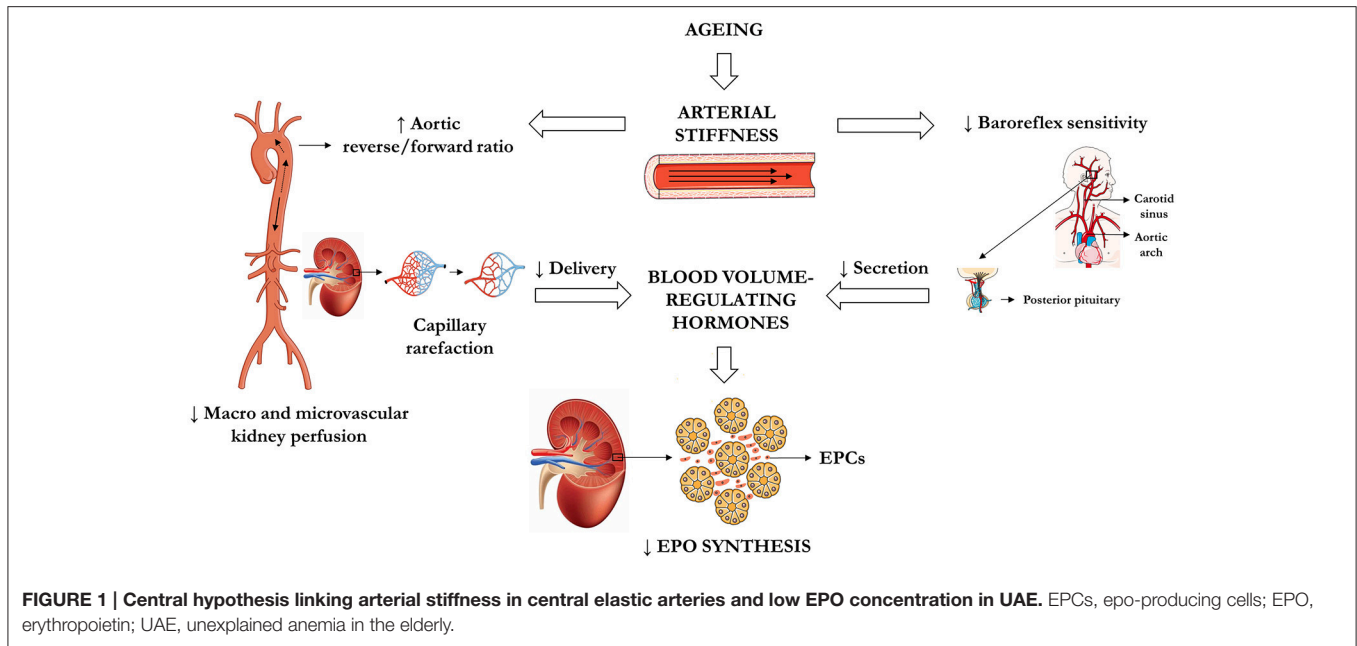 AGEING
ARTERIAL
STIFFNESS
↑ Aortic
reverse/forward ratio
↓ Baroreflex sensitivity
Carotid
sinus
Aortic
arch
Posterior pituitary
↓ Delivery
BLOOD VOLUME-
REGULATING
HORMONES
↓ Secretion
Capillary
rarefaction
↓ Macro and microvascular
kidney perfusion
EPCs
↓ EPO SYNTHESIS
FIGURE 1 | Central hypothesis linking arterial stiffness in central elastic arteries and low EPO concentration in UAE. EPCs, epo-producing cells; EPO,
erythropoietin; UAE, unexplained anemia in the elderly.